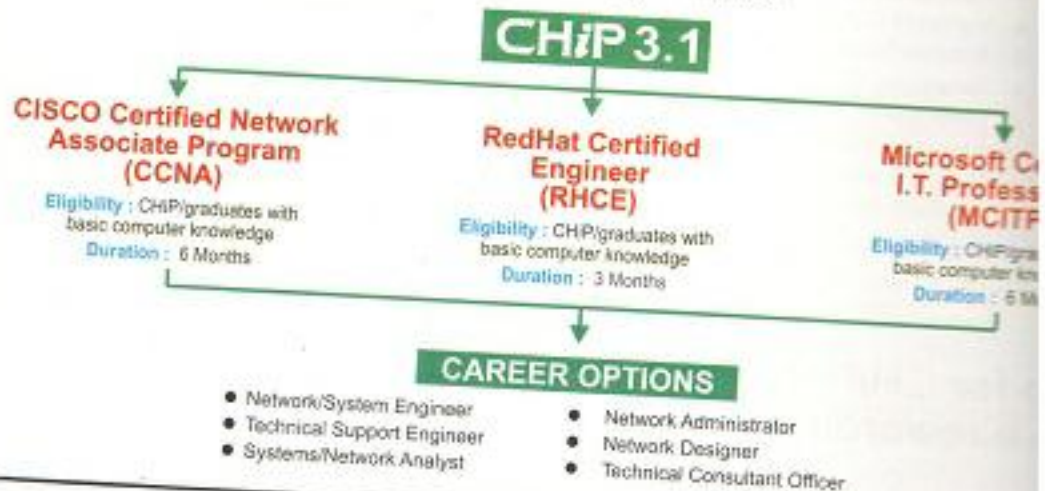 CHiP 3.1
CISCO Certified Network
Associate Program
(CCNA)
Eligibility : CHiP/graduates with
basic computer knowledge
Duration : 6 Months
RedHat Certified
Engineer
(RHCE)
Eligibility : CHiP/graduates with
basic computer knowledge
Duration : 3 Months
Microsoft
I.T.
(MCITP
Eligibility :
basic computer
Duration : 6
CAREER OPTIONS
Network/System Engineer
Technical Support Engineer
Systems/Network Analyst
Network Administrator
Network Designer
Technical Consultant Officer